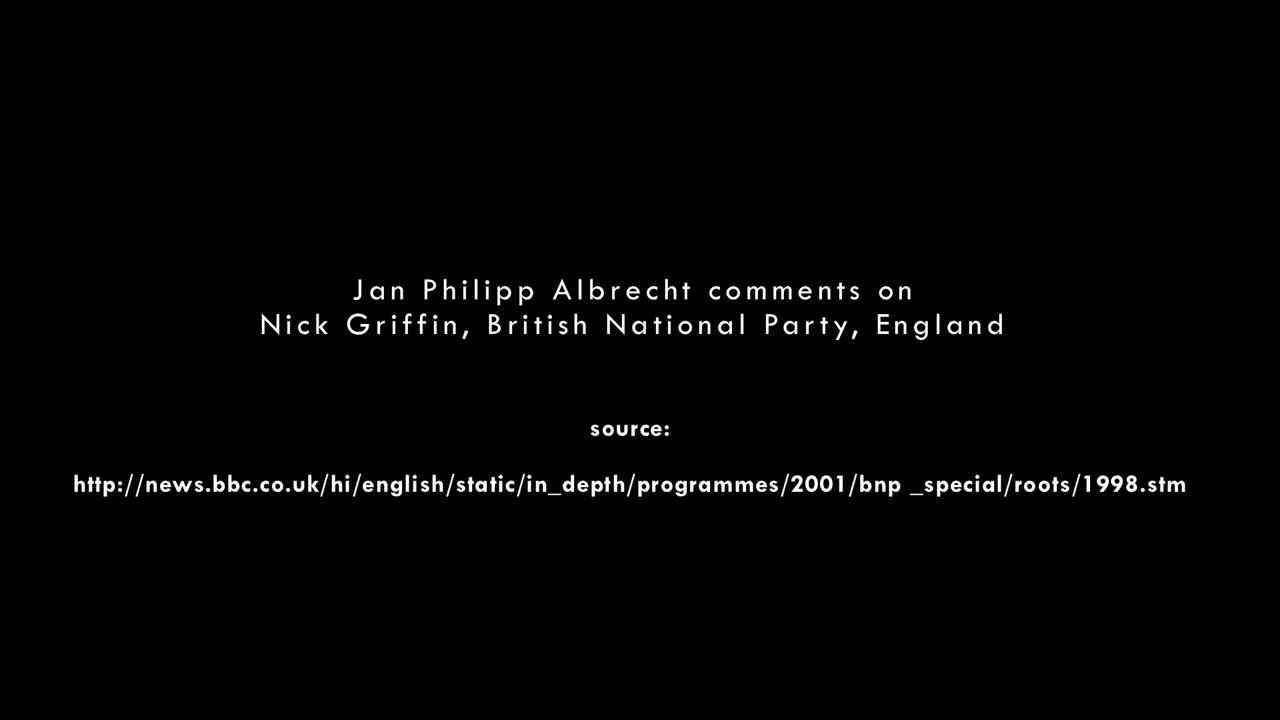 Jan Philipp Albrecht comments on
Nick Griffin, British National Party, England
source:
http://news.bbc.co.uk/hi/english/static/in_depth/programmes/2001/bnp _special/roots/1998.stm